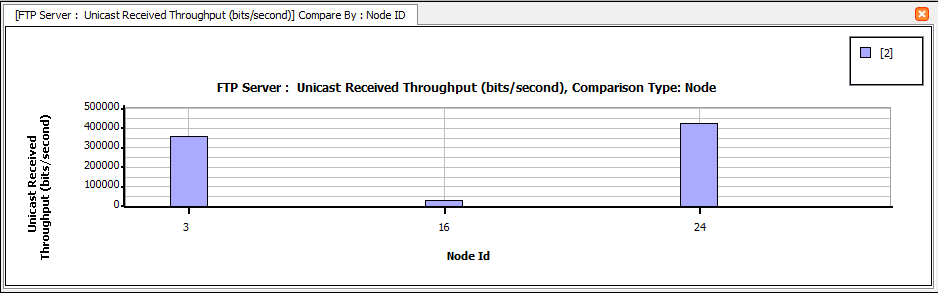 [FTP Server : Unicast Received Throughput (bits/second)] Compare By : Node ID
[2]
FTP Server : Unicast Received Throughput (bits/second), Comparison Type: Node
Unicast Received
Throughput (bits/second)
500000
400000
300000
200000
100000
0
3
16
24
Node Id